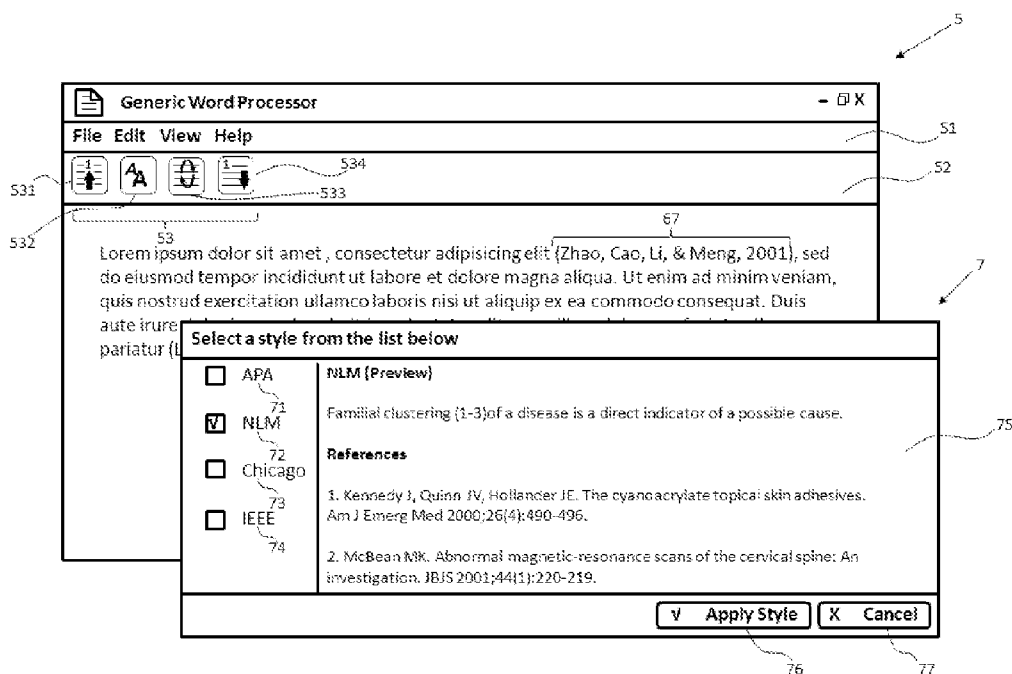 5
Generic Word Processor
File Edit View Help
51
1
A A
1
534
52
531
533
532
53
67
Lorem ipsum dolor sit amet , consectetur adipisicing elit (Zhao, Cao, Li, & Meng, 2001), sed
do eiusmod tempor incididunt ut labore et dolore magna aliqua. Ut enim ad minim veniam,
quis nostrud exercitation ullamco laboris nisi ut aliquip ex ea commodo consequat. Duis
aute irure
pariatur (L
7
Select a style from the list below
APA
71
NLM
72
Chicago
73
IEEE
74
NLM (Preview)
Familial clustering (1-3)of a disease is a direct indicator of a possible cause.
References
1. Kennedy J, Quinn JV, Hollander JE. The cyanoacrylate topical skin adhesives.
Am J Emerg Med 2000;26(4):490-496.
2. McBean MK. Abnormal magnetic-resonance scans of the cervical spine: An
investigation. JBJS 2001;44(1):220-219.
75
√ Apply Style
X Cancel
76
77